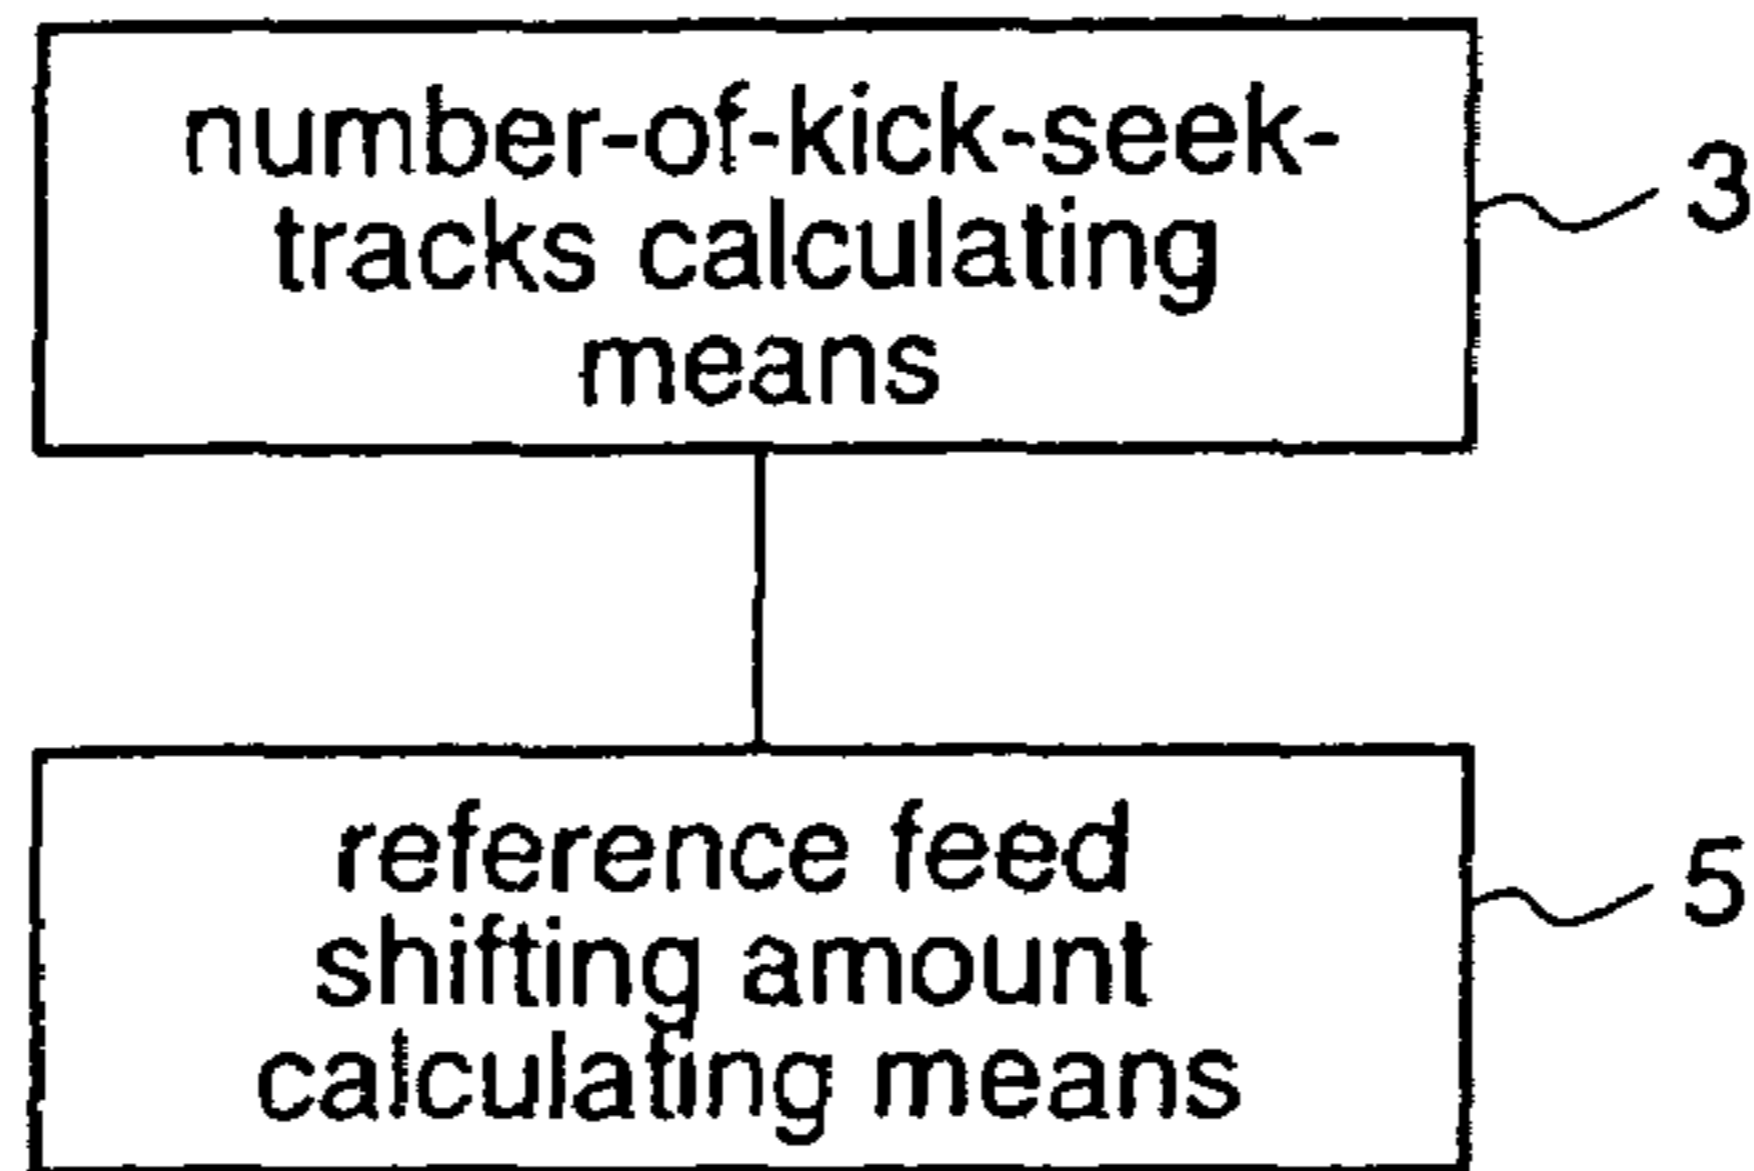 number-of-kick-seek-
tracks calculating
means
3
reference feed
shifting amount
calculating means
5